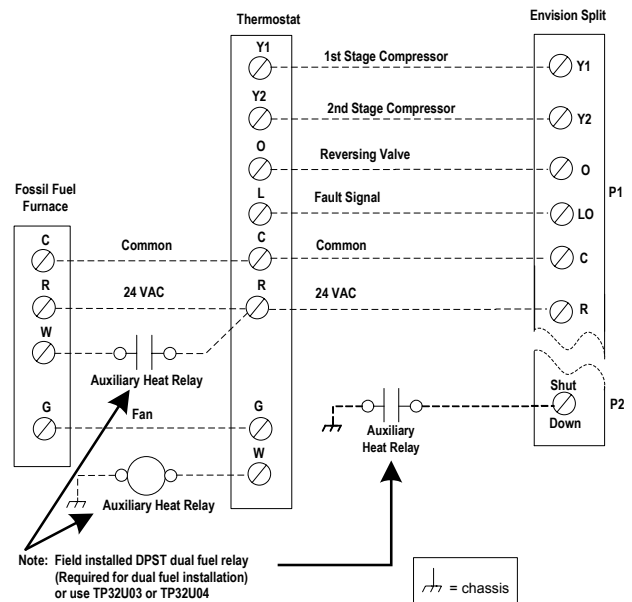 Thermostat
Envision Split
Y1
1st Stage Compressor
Y1
Y2
2nd Stage Compressor
Y2
O
Reversing Valve
O
P1
Fossil Fuel
Furnace
L
Fault Signal
LO
C
Common
C
Common
C
R
24 VAC
R
24 VAC
R
W
Auxiliary Heat Relay
Shut
Down
P2
G
Fan
G
Auxiliary
Heat Relay
W
Auxiliary Heat Relay
Note: Field installed DPST dual fuel relay
(Required for dual fuel installation)
or use TP32U03 or TP32U04
= chassis